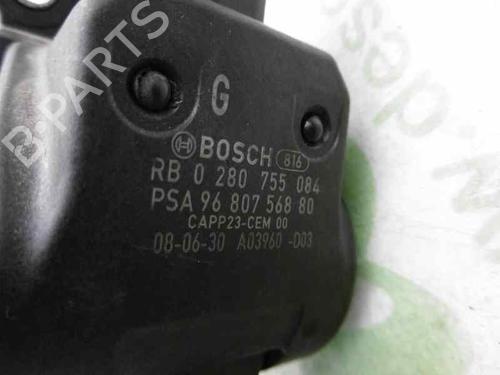 G
BOSCH 816
RB 0 280 755 084
PSA 96 807 568 80
CAPP23-CEM 00
08-06-30 A03960 -D03